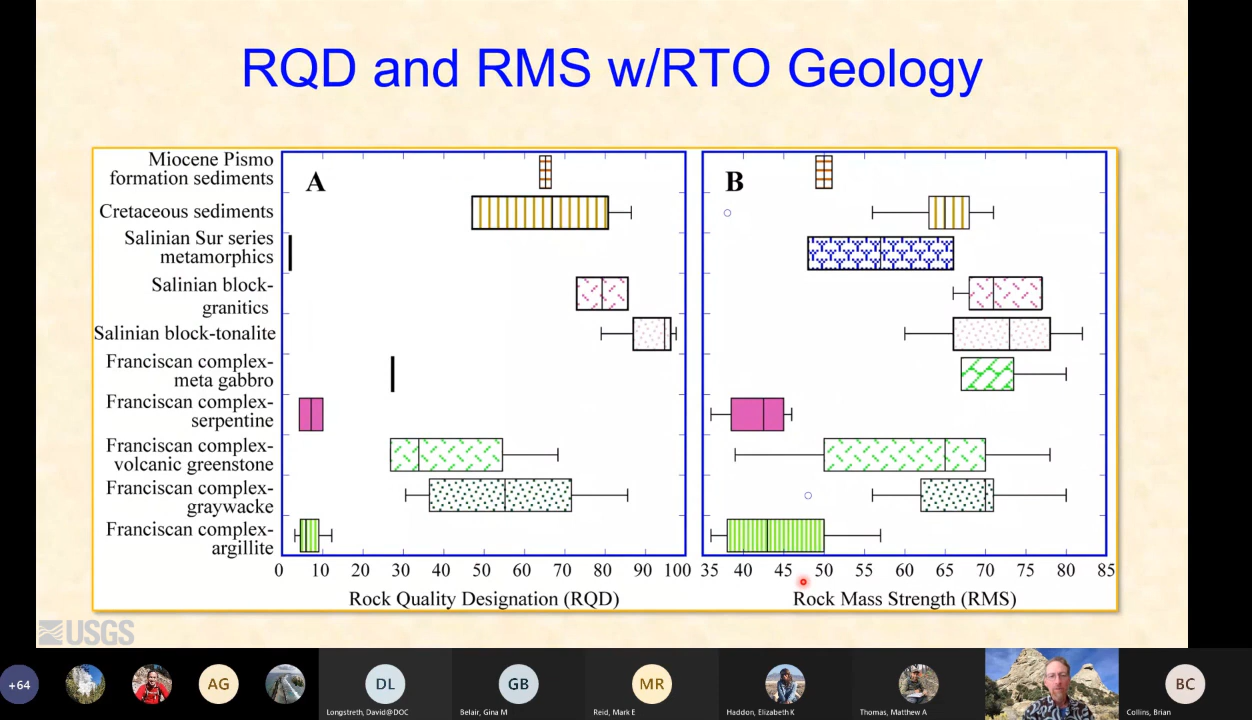 RQD and RMS w/RTO Geology
Miocene Pismo
formation sediments
Cretaceous sediments
Salinian Sur series
metamorphics
Salinian block-
granitics
Salinian block-tonalite
Franciscan complex-
meta gabbro
Franciscan complex-
serpentine
Franciscan complex-
volcanic greenstone
Franciscan complex-
graywacke
Franciscan complex-
argillite
A
B
0 10 20 30 40 50 60 70 80 90 100
35 40 45 50 55 60 65 70 75 80 85
Rock Quality Designation (RQD)
Rock Mass Strength (RMS)
USGS
+64
AG
DL
GB
MR
BC
Longstreth, David@DOC
Belair, Gina M
Reid, Mark E
Haddon, Elizabeth K
Thomas, Matthew A
Collins, Brian